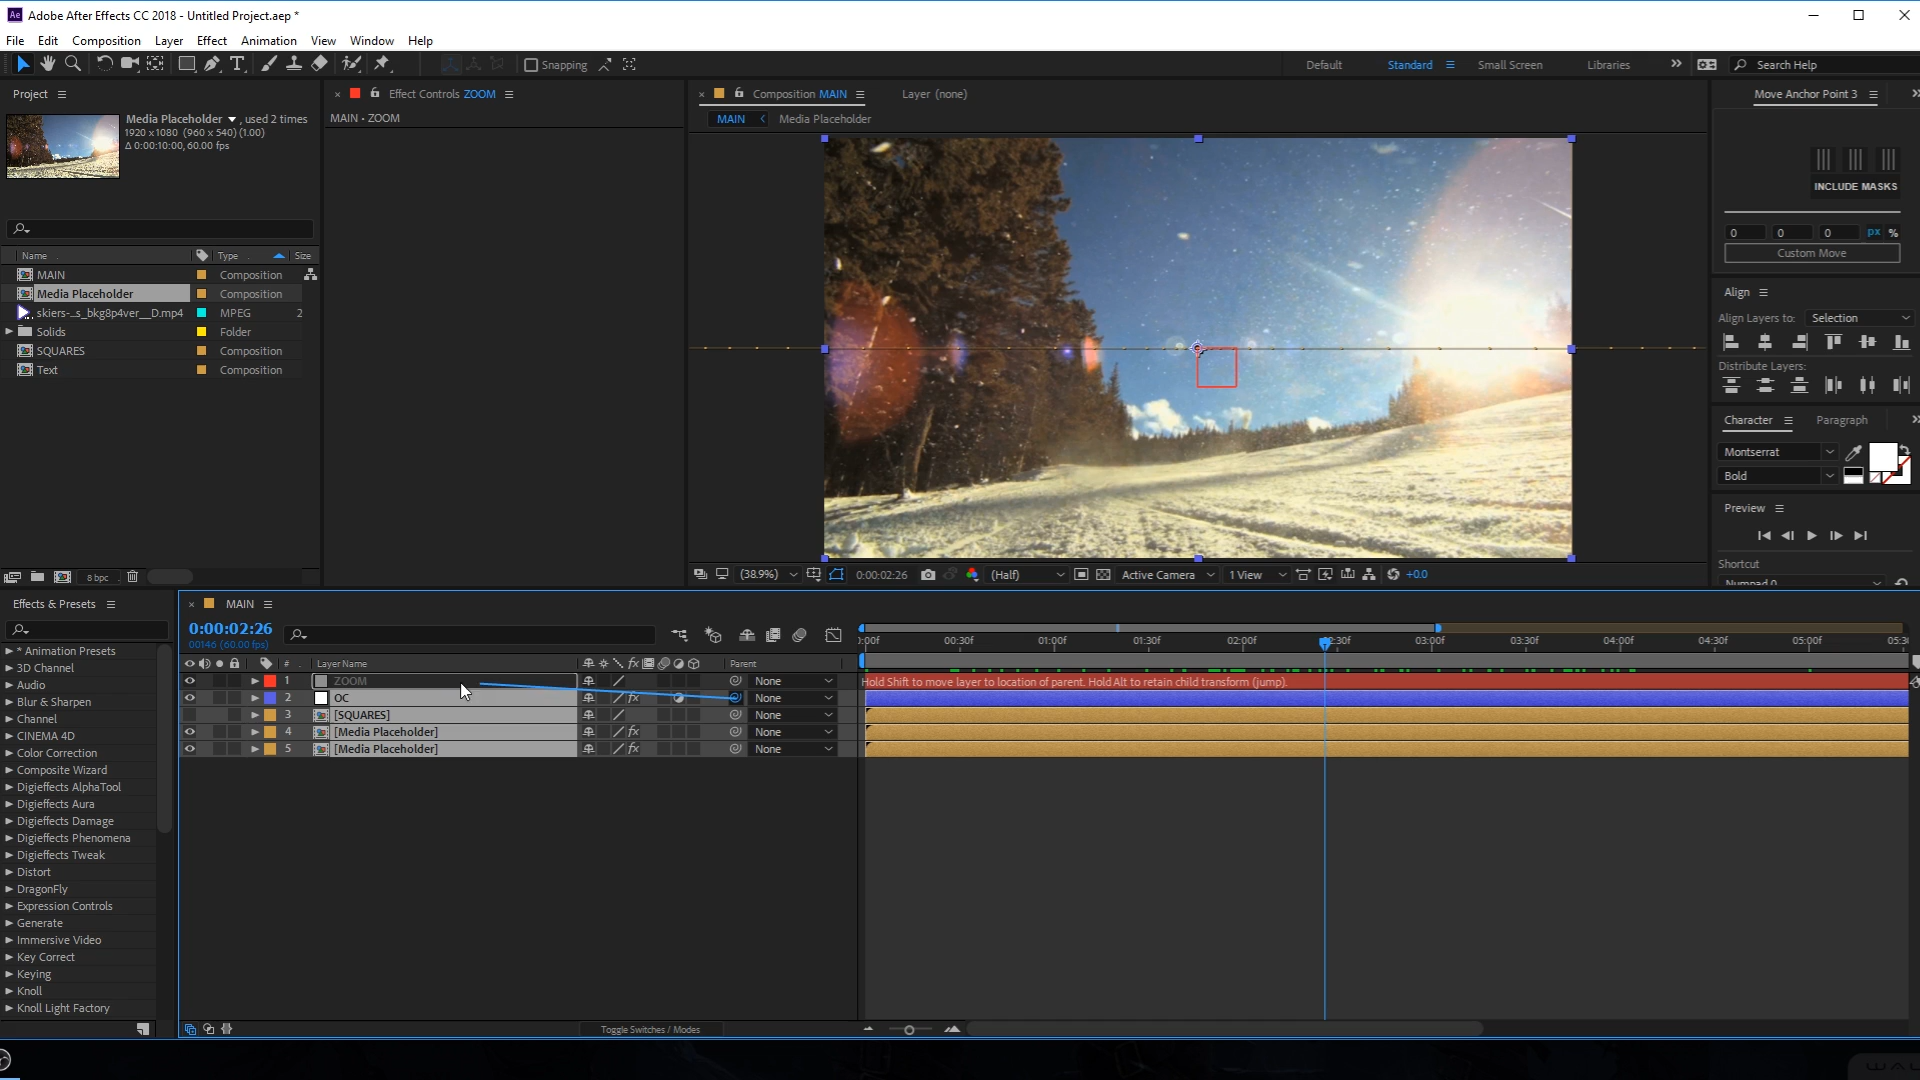 Adobe After Effects CC 2018 - Untitled Project.aep *
File Edit Composition Layer Effect Animation View Window Help
Snapping
Default Standard Small Screen Libraries Search Help
Project
Effect Controls ZOOM
Composition MAIN
Layer (none)
Move Anchor Point 3
Media Placeholder , used 2 times
1920 x 1080 (960 x 540) (1.00)
Δ 0:00:10:00, 60.00 fps
MAIN • ZOOM
MAIN Media Placeholder
INCLUDE MASKS
0 0 0 px %
Custom Move
Name Type Size
MAIN Composition
Media Placeholder Composition
skiers-...s_bkg8p4ver__D.mp4 MPEG 2
Solids Folder
SQUARES Composition
Text Composition
Align
Align Layers to: Selection
Distribute Layers:
Character Paragraph
Montserrat
Bold
Preview
Shortcut
Numpad 0
8 bpc
(38.9%) 0:00:02:26 (Half) Active Camera 1 View +0.0
Effects & Presets
* Animation Presets
3D Channel
Audio
Blur & Sharpen
Channel
CINEMA 4D
Color Correction
Composite Wizard
Digieffects AlphaTool
Digieffects Aura
Digieffects Damage
Digieffects Phenomena
Digieffects Tweak
Distort
DragonFly
Expression Controls
Generate
Immersive Video
Key Correct
Keying
Knoll
Knoll Light Factory
MAIN
0:00:02:26
00146 (60.00 fps)
# Layer Name Parent
1 ZOOM None
2 OC None
3 [SQUARES] None
4 [Media Placeholder] None
5 [Media Placeholder] None
):00f 00:30f 01:00f 01:30f 02:00f 02:30f 03:00f 03:30f 04:00f 04:30f 05:00f 05:3
Hold Shift to move layer to location of parent. Hold Alt to retain child transform (jump).
Toggle Switches / Modes